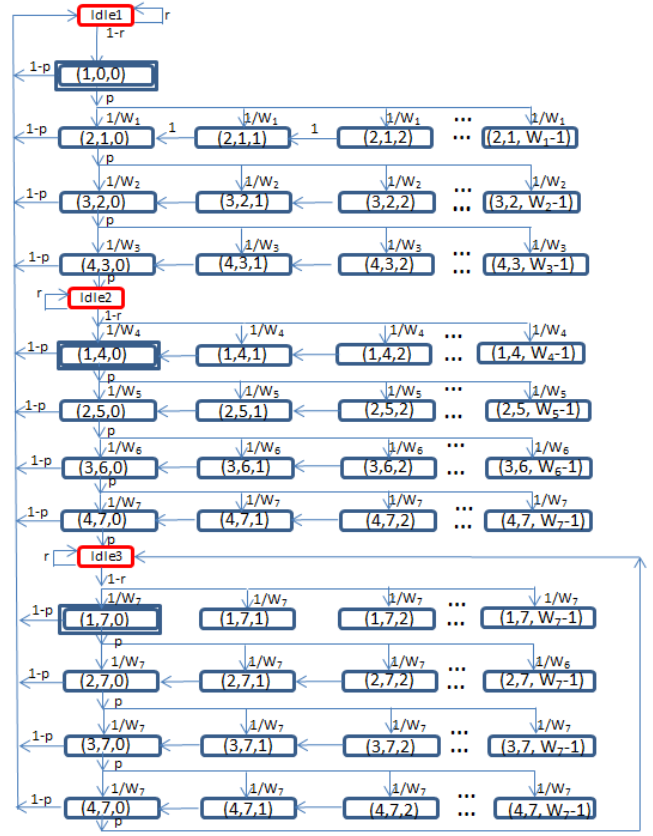 Idle1 r
1-r
1-p (1,0,0)
p
1/W₁ 1/W₁ 1/W₁ ... 1/W₁
1-p (2,1,0) 1 (2,1,1) 1 (2,1,2) ... (2,1, W₁-1)
p
1/W₂ 1/W₂ 1/W₂ ... 1/W₂
1-p (3,2,0) (3,2,1) (3,2,2) ... (3,2, W₂-1)
p
1/W₃ 1/W₃ 1/W₃ ... 1/W₃
1-p (4,3,0) (4,3,1) (4,3,2) ... (4,3, W₃-1)
p
r Idle2
1-r
1/W₄ 1/W₄ 1/W₄ ... 1/W₄
1-p (1,4,0) (1,4,1) (1,4,2) ... (1,4, W₄-1)
p
1/W₅ 1/W₅ 1/W₅ ... 1/W₅
1-p (2,5,0) (2,5,1) (2,5,2) ... (2,5, W₅-1)
p
1/W₆ 1/W₆ 1/W₆ ... 1/W₆
1-p (3,6,0) (3,6,1) (3,6,2) ... (3,6, W₆-1)
p
1/W₇ 1/W₇ 1/W₇ ... 1/W₇
1-p (4,7,0) (4,7,1) (4,7,2) ... (4,7, W₇-1)
p
r Idle3
1-r
1/W₇ 1/W₇ 1/W₇ ... 1/W₇
1-p (1,7,0) (1,7,1) (1,7,2) ... (1,7, W₇-1)
p
1/W₇ 1/W₇ 1/W₇ ... 1/W₆
1-p (2,7,0) (2,7,1) (2,7,2) ... (2,7, W₇-1)
p
1/W₇ 1/W₇ 1/W₇ ... 1/W₇
1-p (3,7,0) (3,7,1) (3,7,2) ... (3,7, W₇-1)
p
1/W₇ 1/W₇ 1/W₇ ... 1/W₇
1-p (4,7,0) (4,7,1) (4,7,2) ... (4,7, W₇-1)
p